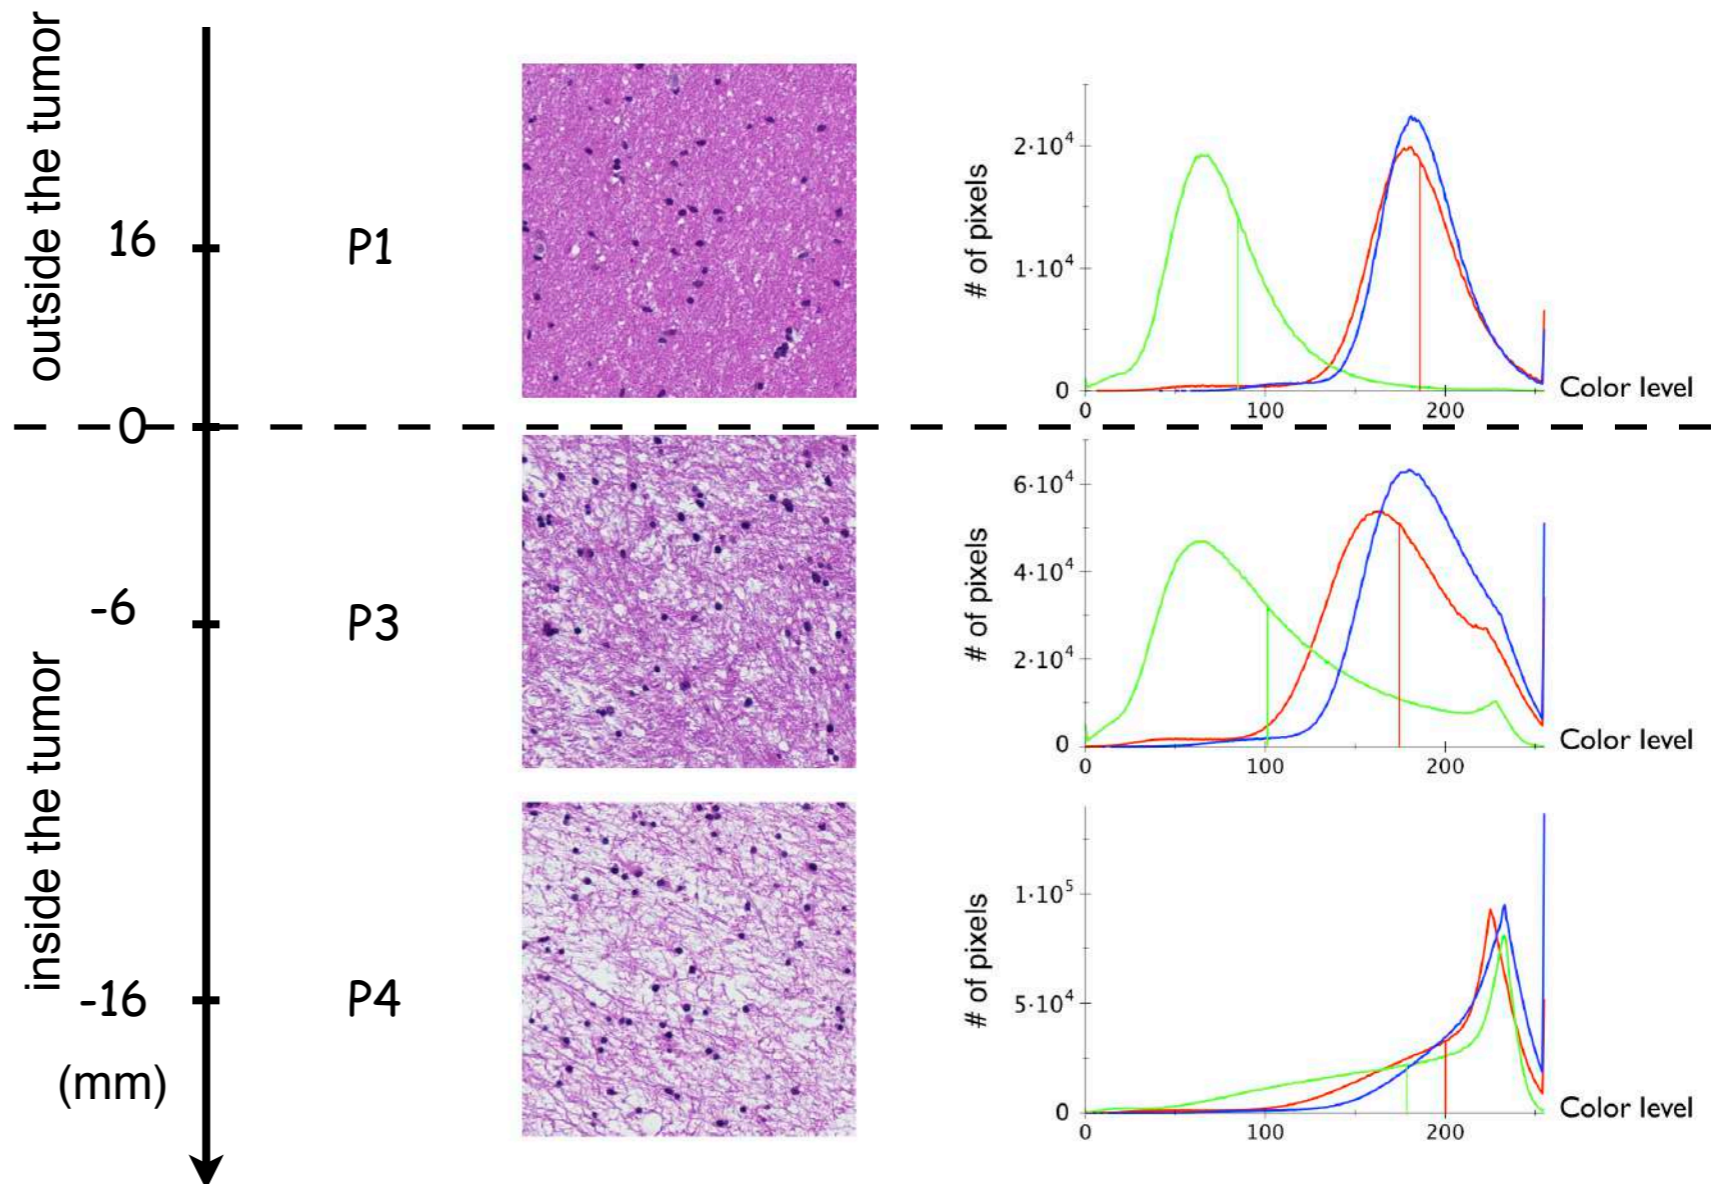 outside the tumor
inside the tumor
16
0
-6
-16
(mm)
P1
P3
P4
# of pixels
2·10⁴
1·10⁴
0
0
100
200
Color level
# of pixels
6·10⁴
4·10⁴
2·10⁴
0
0
100
200
Color level
# of pixels
1·10⁵
5·10⁴
0
0
100
200
Color level